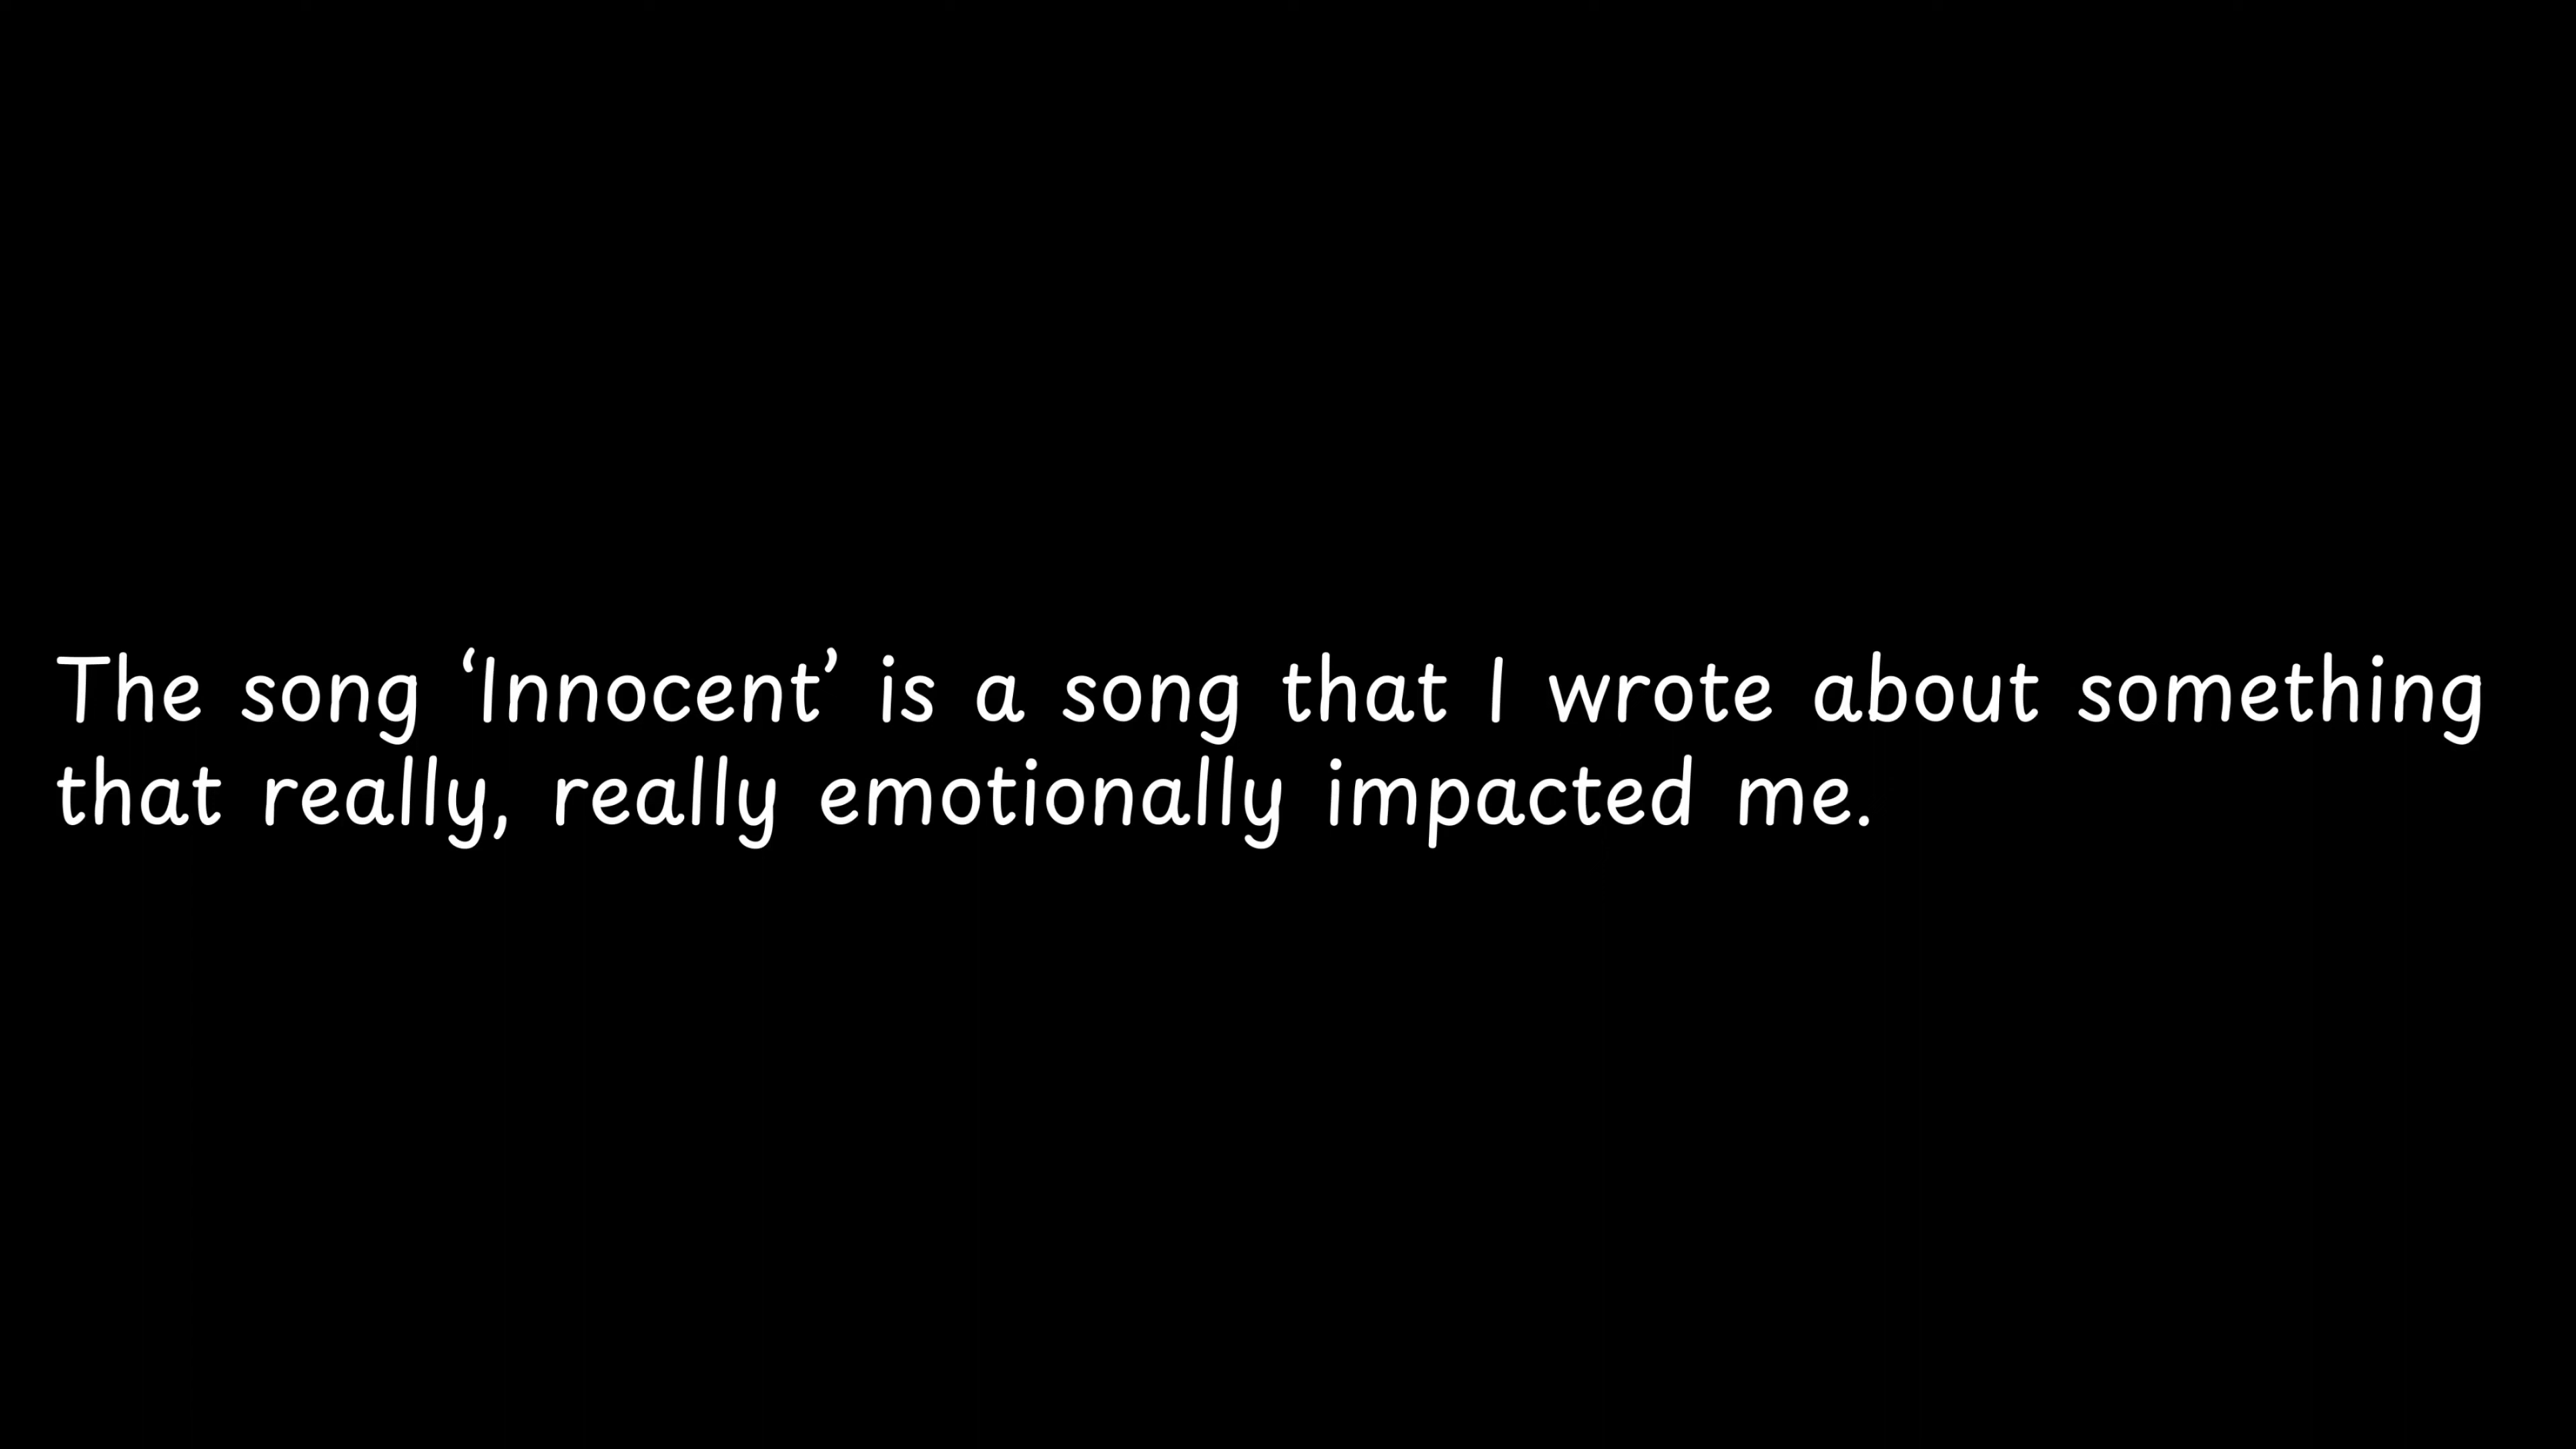 The song ‘Innocent’ is a song that I wrote about something
that really, really emotionally impacted me.